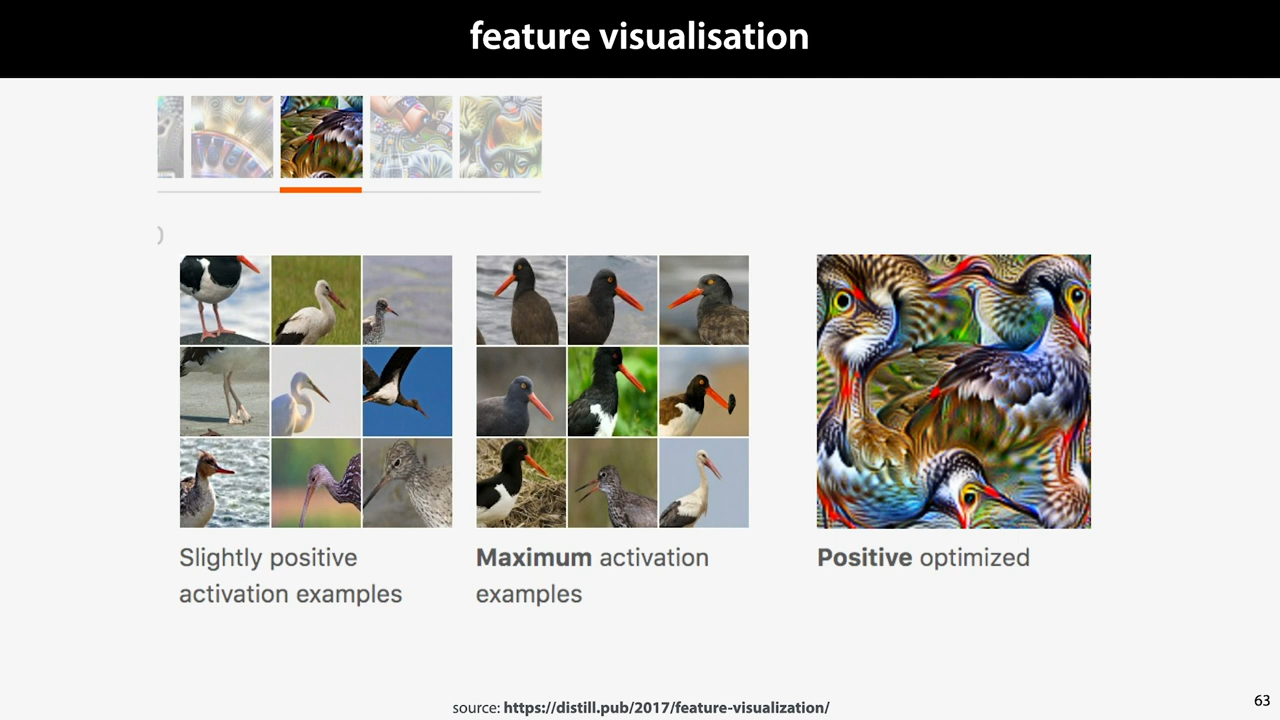 feature visualisation
)
Slightly positive
activation examples
Maximum activation
examples
Positive optimized
source: https://distill.pub/2017/feature-visualization/
63